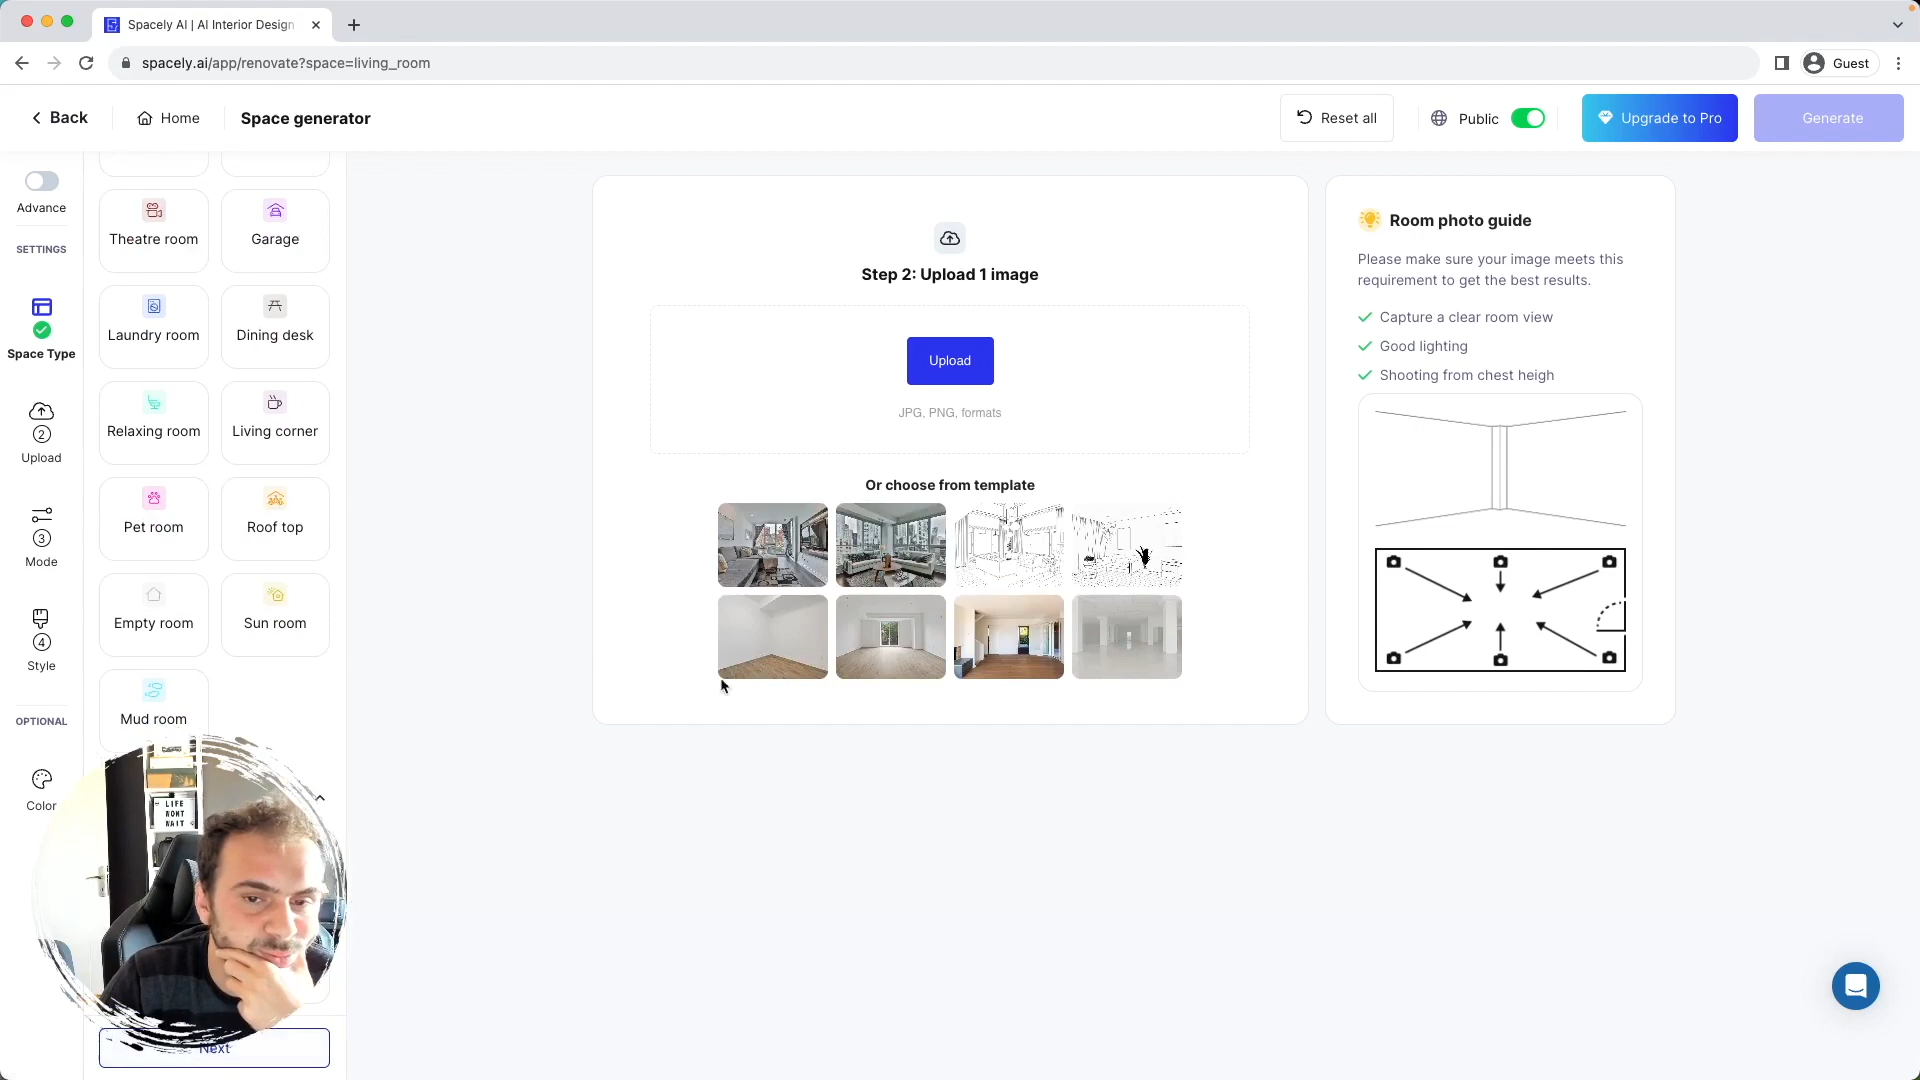 Spacely AI | AI Interior Design
spacely.ai/app/renovate?space=living_room
Guest
Back
Home
Space generator
Reset all
Public
Upgrade to Pro
Generate
Advance
SETTINGS
Space Type
2
Upload
3
Mode
4
Style
OPTIONAL
Color
Theatre room
Garage
Laundry room
Dining desk
Relaxing room
Living corner
Pet room
Roof top
Empty room
Sun room
Mud room
LIFE
WONT
WAIT
Next
Step 2: Upload 1 image
Upload
JPG, PNG, formats
Or choose from template
Room photo guide
Please make sure your image meets this
requirement to get the best results.
Capture a clear room view
Good lighting
Shooting from chest heigh